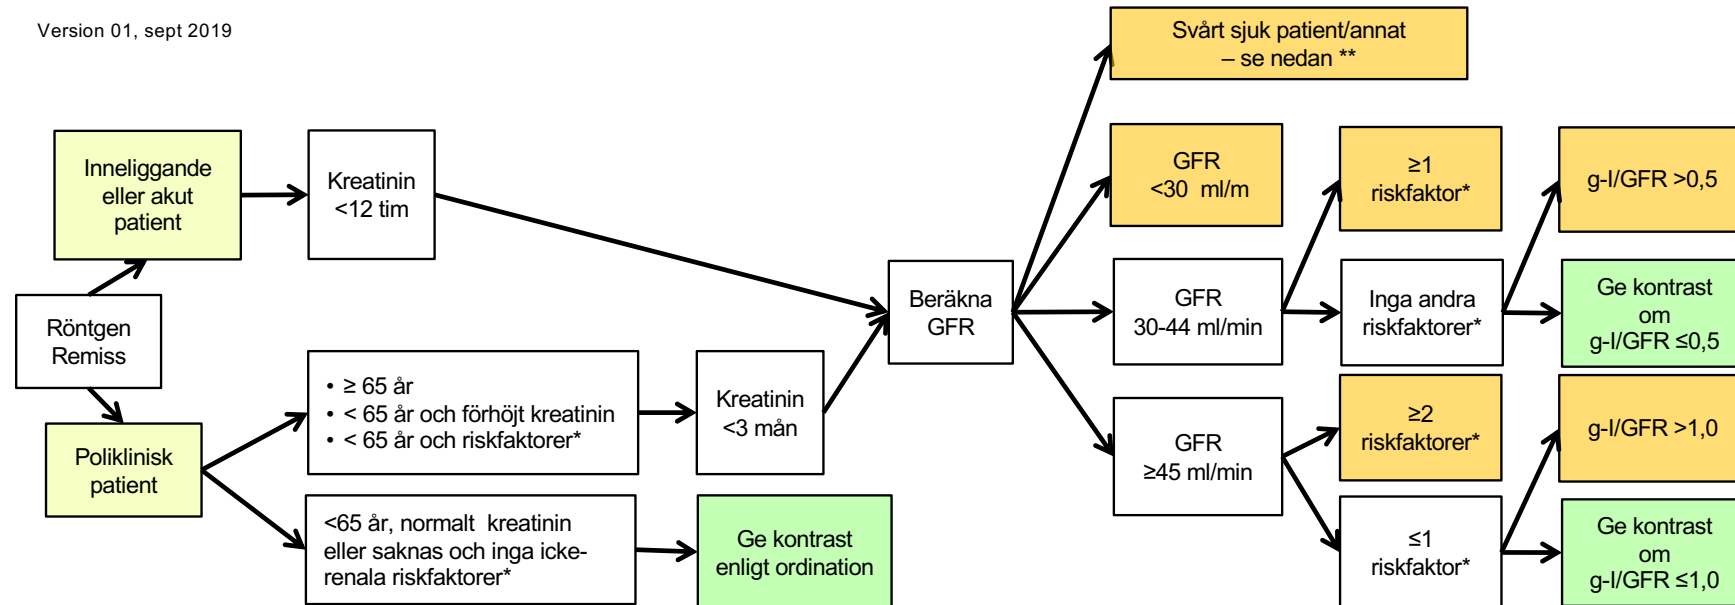 Version 01, sept 2019
Röntgen
Remiss
Inneliggande
eller akut
patient
Kreatinin
<12 tim
Poliklinisk
patient
• ≥ 65 år
• < 65 år och förhöjt kreatinin
• < 65 år och riskfaktorer*
Kreatinin
<3 mån
<65 år, normalt kreatinin
eller saknas och inga icke-
renala riskfaktorer*
Ge kontrast
enligt ordination
Beräkna
GFR
Svårt sjuk patient/annat
– se nedan **
GFR
<30 ml/m
GFR
30-44 ml/min
≥1
riskfaktor*
Inga andra
riskfaktorer*
g-I/GFR >0,5
Ge kontrast
om
g-I/GFR ≤0,5
GFR
≥45 ml/min
≥2
riskfaktorer*
≤1
riskfaktor*
g-I/GFR >1,0
Ge kontrast
om
g-I/GFR ≤1,0